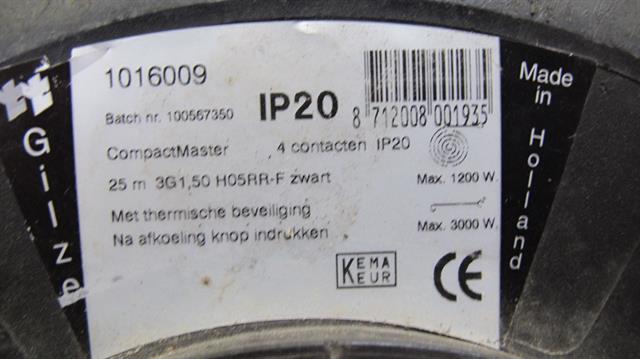 1016009
Batch nr. 100567350
IP20
8 712008 001935
CompactMaster 4 contacten IP20
25 m 3G1,50 H05RR-F zwart
Max. 1200 W.
Met thermische beveiliging
Na afkoeling knop indrukken
Max. 3000 W.
KEMA
KEUR
CE
Gilze
Made in Holland